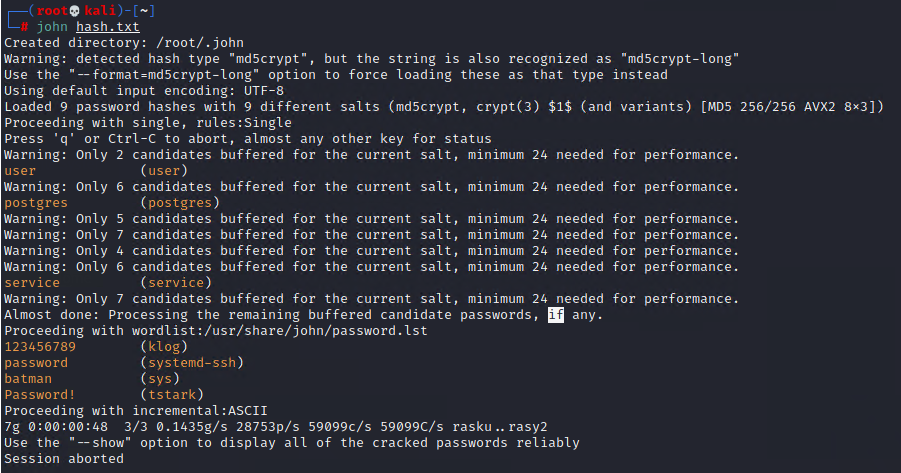 ┌──(root💀kali)-[~]
└─# john hash.txt
Created directory: /root/.john
Warning: detected hash type "md5crypt", but the string is also recognized as "md5crypt-long"
Use the "--format=md5crypt-long" option to force loading these as that type instead
Using default input encoding: UTF-8
Loaded 9 password hashes with 9 different salts (md5crypt, crypt(3) $1$ (and variants) [MD5 256/256 AVX2 8×3])
Proceeding with single, rules:Single
Press 'q' or Ctrl-C to abort, almost any other key for status
Warning: Only 2 candidates buffered for the current salt, minimum 24 needed for performance.
user             (user)
Warning: Only 6 candidates buffered for the current salt, minimum 24 needed for performance.
postgres         (postgres)
Warning: Only 5 candidates buffered for the current salt, minimum 24 needed for performance.
Warning: Only 7 candidates buffered for the current salt, minimum 24 needed for performance.
Warning: Only 4 candidates buffered for the current salt, minimum 24 needed for performance.
Warning: Only 6 candidates buffered for the current salt, minimum 24 needed for performance.
service          (service)
Warning: Only 7 candidates buffered for the current salt, minimum 24 needed for performance.
Almost done: Processing the remaining buffered candidate passwords, if any.
Proceeding with wordlist:/usr/share/john/password.lst
123456789        (klog)
password         (systemd-ssh)
batman           (sys)
Password!        (tstark)
Proceeding with incremental:ASCII
7g 0:00:00:48  3/3 0.1435g/s 28753p/s 59099c/s 59099C/s rasku..rasy2
Use the "--show" option to display all of the cracked passwords reliably
Session aborted